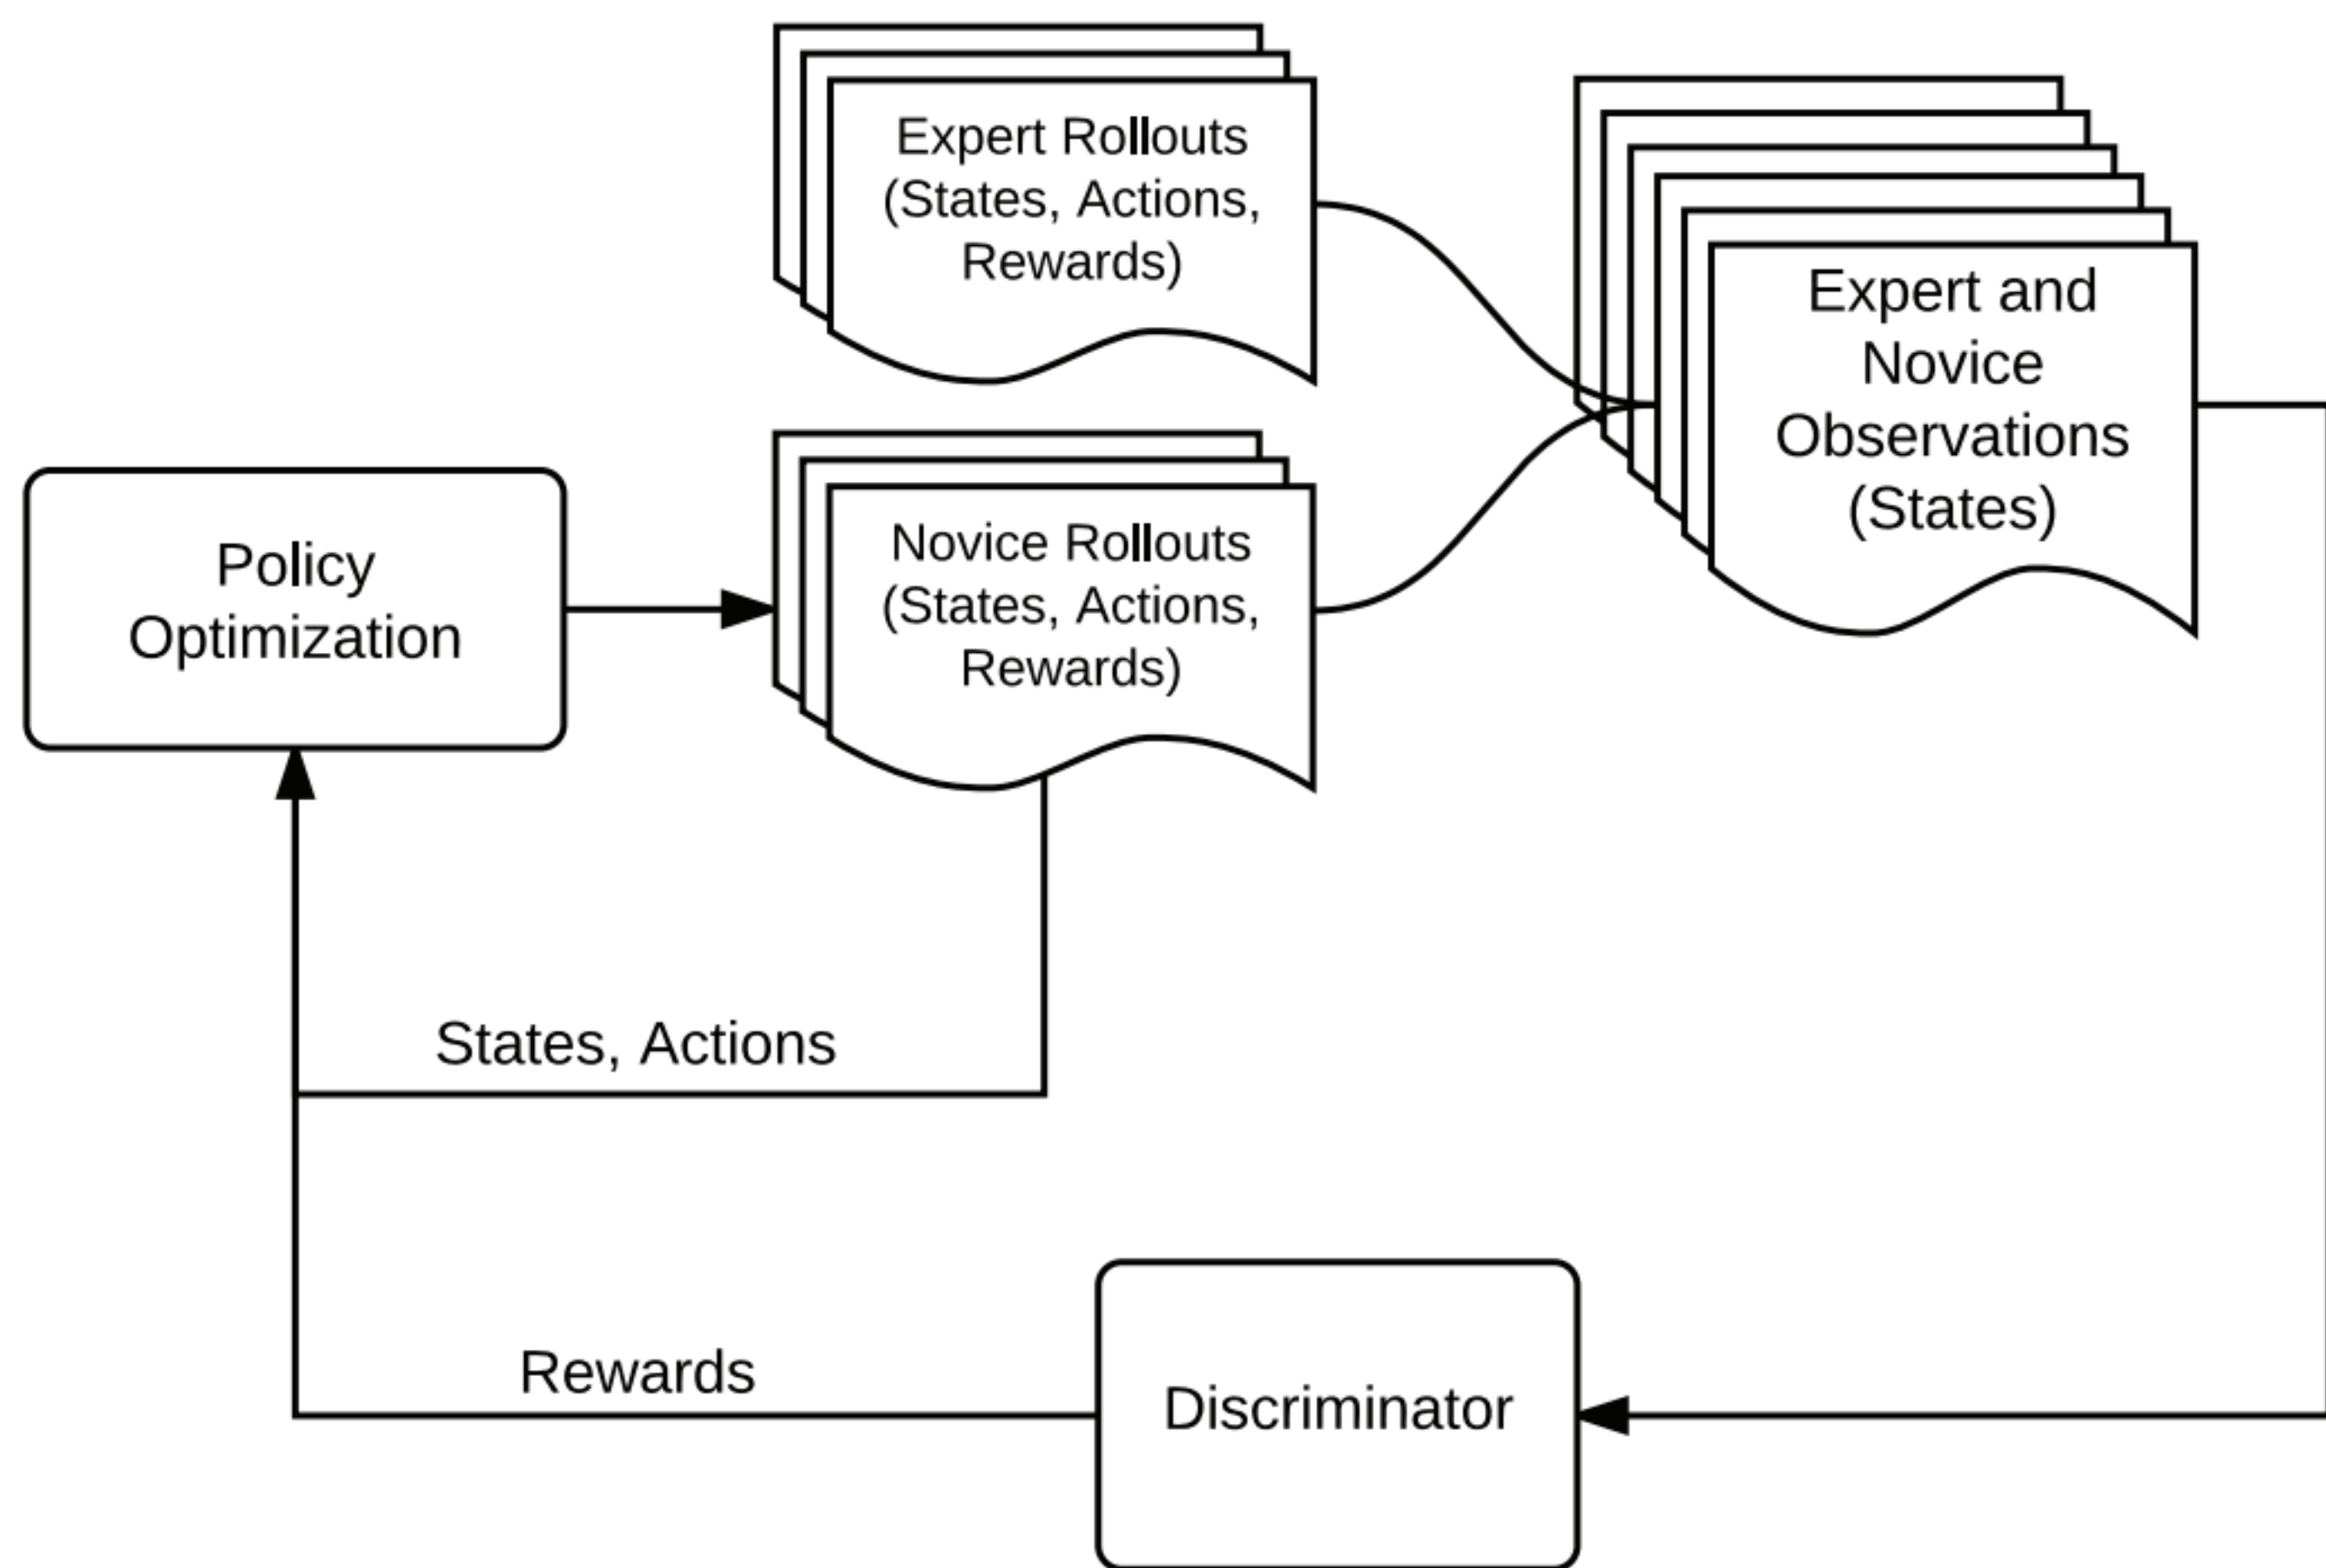 Expert Rollouts
(States, Actions,
Rewards)
Expert and
Novice
Observations
(States)
Policy
Optimization
Novice Rollouts
(States, Actions,
Rewards)
States, Actions
Rewards
Discriminator